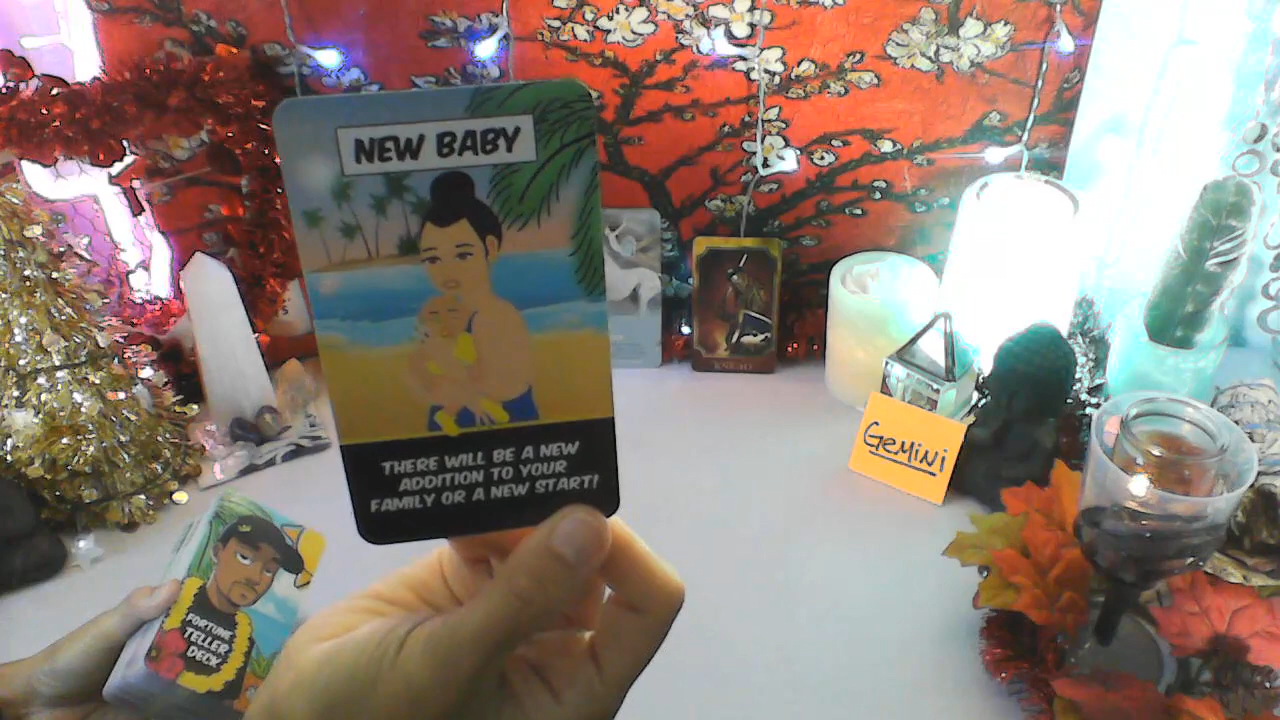 NEW BABY
THERE WILL BE A NEW
ADDITION TO YOUR
FAMILY OR A NEW START!
Gemini
FORTUNE
TELLER
DECK